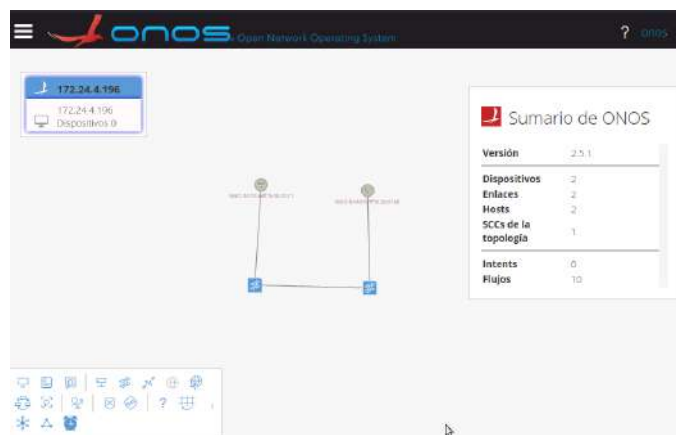 onos Open Network Operating System
? onos
172.24.4.196
172.24.4.196
Dispositivos 0
Sumario de ONOS
Versión 2.5.1
Dispositivos 2
Enlaces 2
Hosts 2
SCCs de la
topología 1
Intents 0
Flujos 10
?